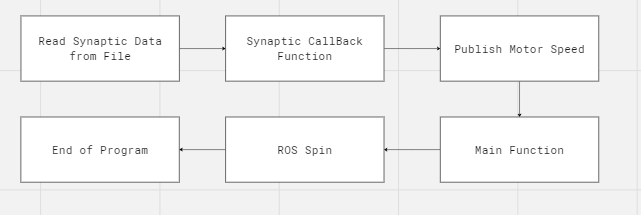 Read Synaptic Data
from File
Synaptic CallBack
Function
Publish Motor Speed
End of Program
ROS Spin
Main Function